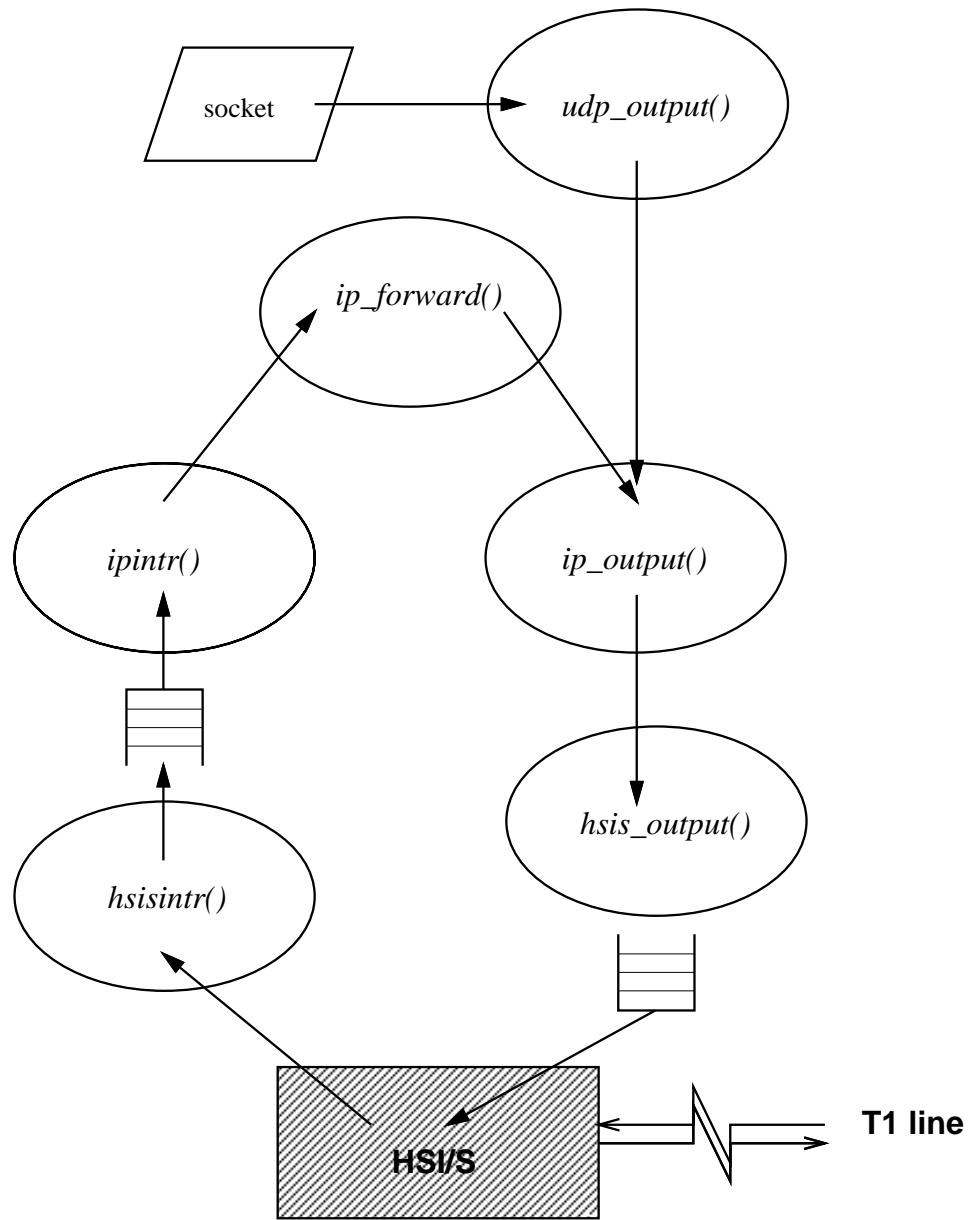 socket
udp_output()
ip_forward()
ipintr()
ip_output()
hsis_output()
hsisintr()
T1 line
HSI/S